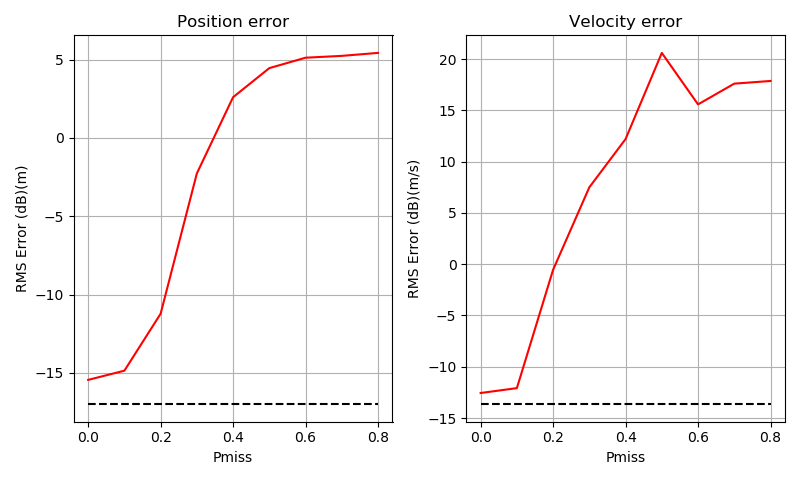 Position error
RMS Error (dB)(m)
5
0
−5
−10
−15
0.0 0.2 0.4 0.6 0.8
Pmiss
Velocity error
RMS Error (dB)(m/s)
20
15
10
5
0
−5
−10
−15
0.0 0.2 0.4 0.6 0.8
Pmiss